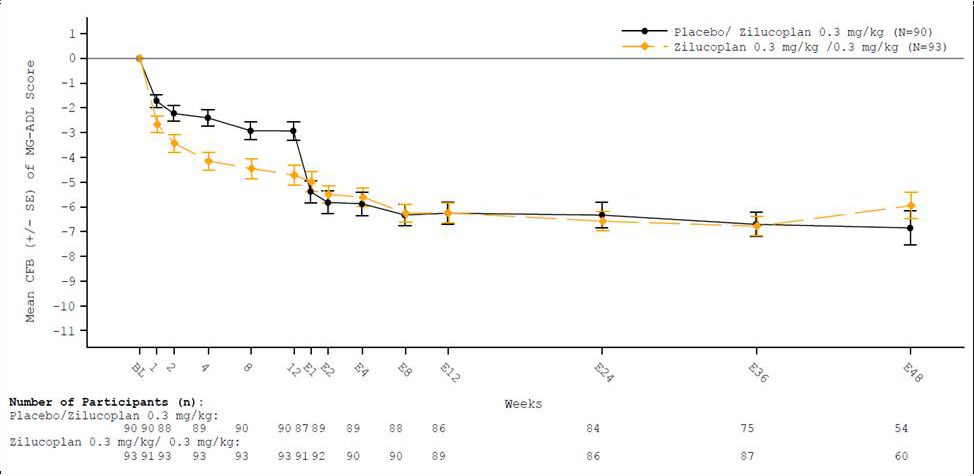 Placebo/ Zilucoplan 0.3 mg/kg (N=90)
Zilucoplan 0.3 mg/kg /0.3 mg/kg (N=93)
Mean CFB (+/- SE) of MG-ADL Score
1
0
-1
-2
-3
-4
-5
-6
-7
-8
-9
-10
-11
BL 1 2 4 8 12 E1 E2 E4 E8 E12 E24 E36 E48
Weeks
Number of Participants (n):
Placebo/Zilucoplan 0.3 mg/kg:
90 90 88 89 90 90 87 89 89 88 86 84 75 54
Zilucoplan 0.3 mg/kg/ 0.3 mg/kg:
93 91 93 93 93 93 91 92 90 90 89 86 87 60